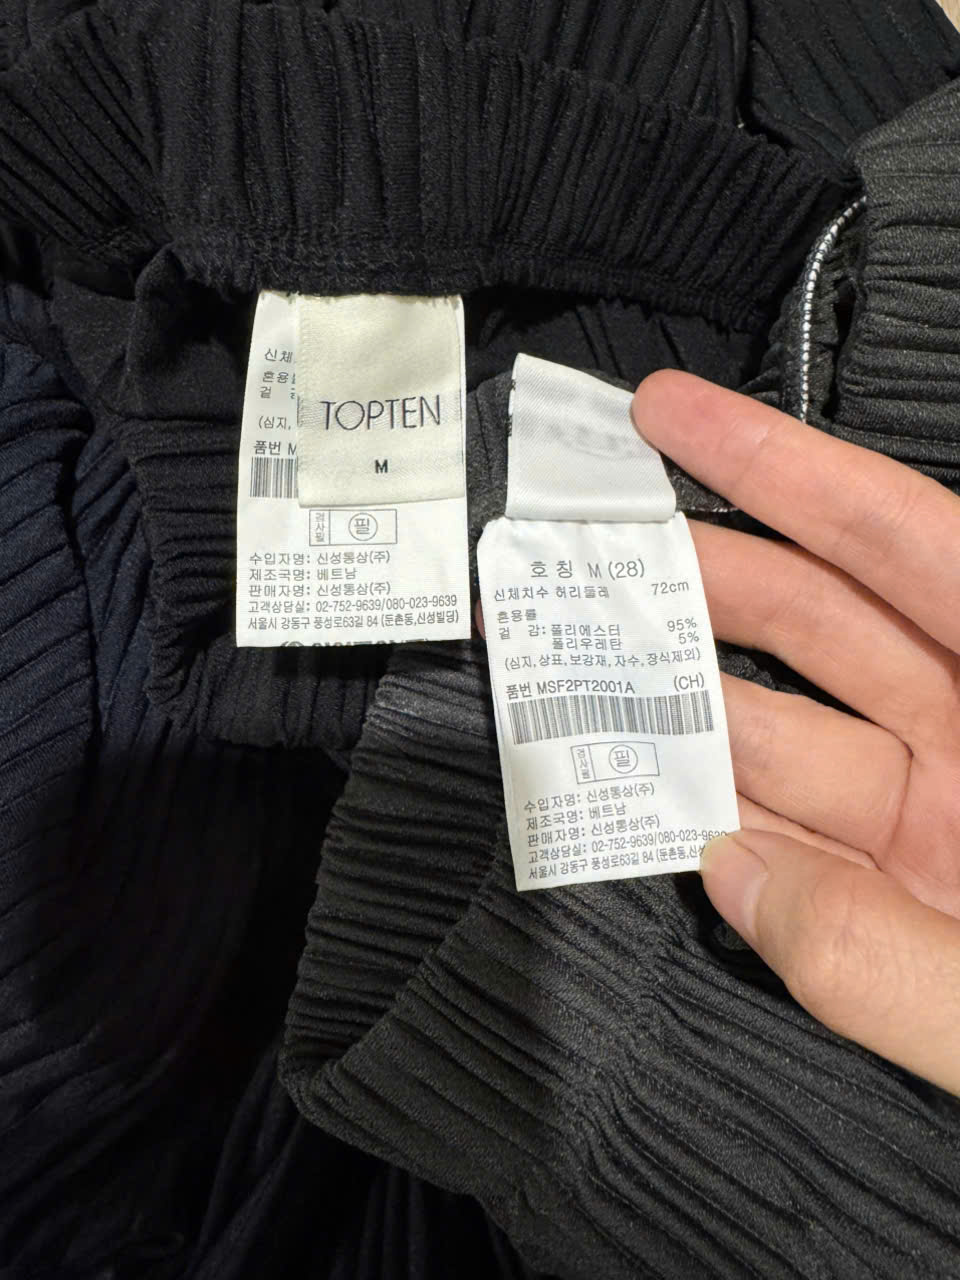 신체
혼용률
겉
(심지,
품번 M
TOPTEN
M
검사필 필
수입자명: 신성통상(주)
제조국명: 베트남
판매자명: 신성통상(주)
고객상담실: 02-752-9639/080-023-9639
서울시 강동구 풍성로63길 84 (둔촌동,신성빌딩)
호칭 M (28)
신체치수 허리둘레 72cm
혼용률
겉 감: 폴리에스터 95%
폴리우레탄 5%
(심지, 상표, 보강재, 자수, 장식제외)
품번 MSF2PT2001A (CH)
검사필 필
수입자명: 신성통상(주)
제조국명: 베트남
판매자명: 신성통상(주)
고객상담실: 02-752-9639/080-023-9639
서울시 강동구 풍성로63길 84 (둔촌동,신성